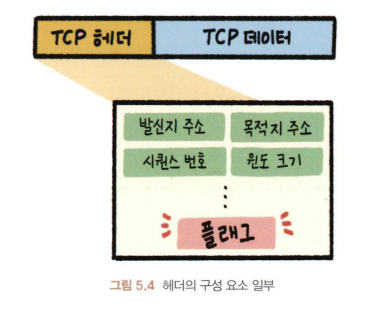 TCP 헤더 TCP 데이터
발신지 주소 목적지 주소
시퀀스 번호 윈도 크기
플래그
그림 5.4 헤더의 구성 요소 일부